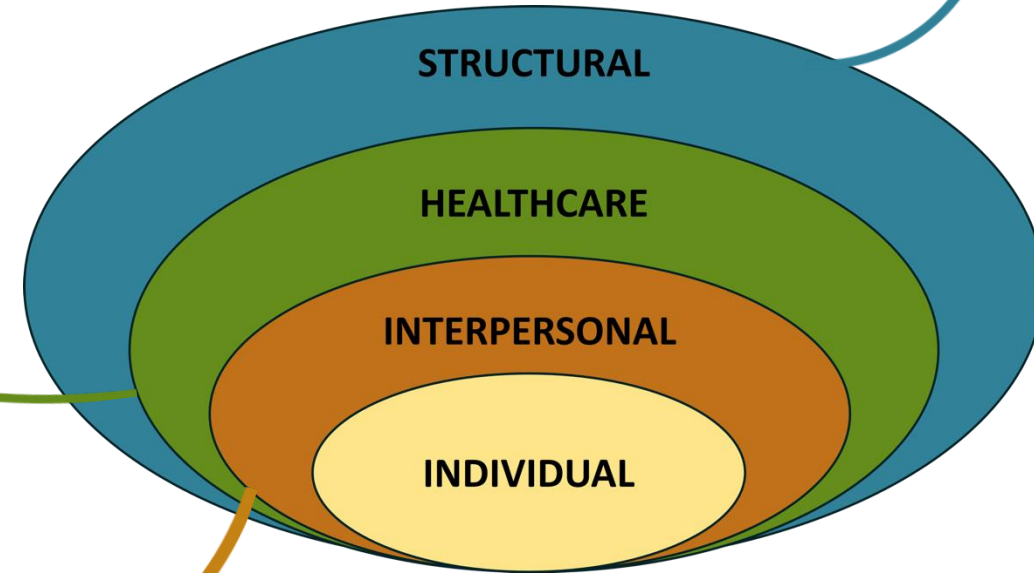 STRUCTURAL
HEALTHCARE
INTERPERSONAL
INDIVIDUAL